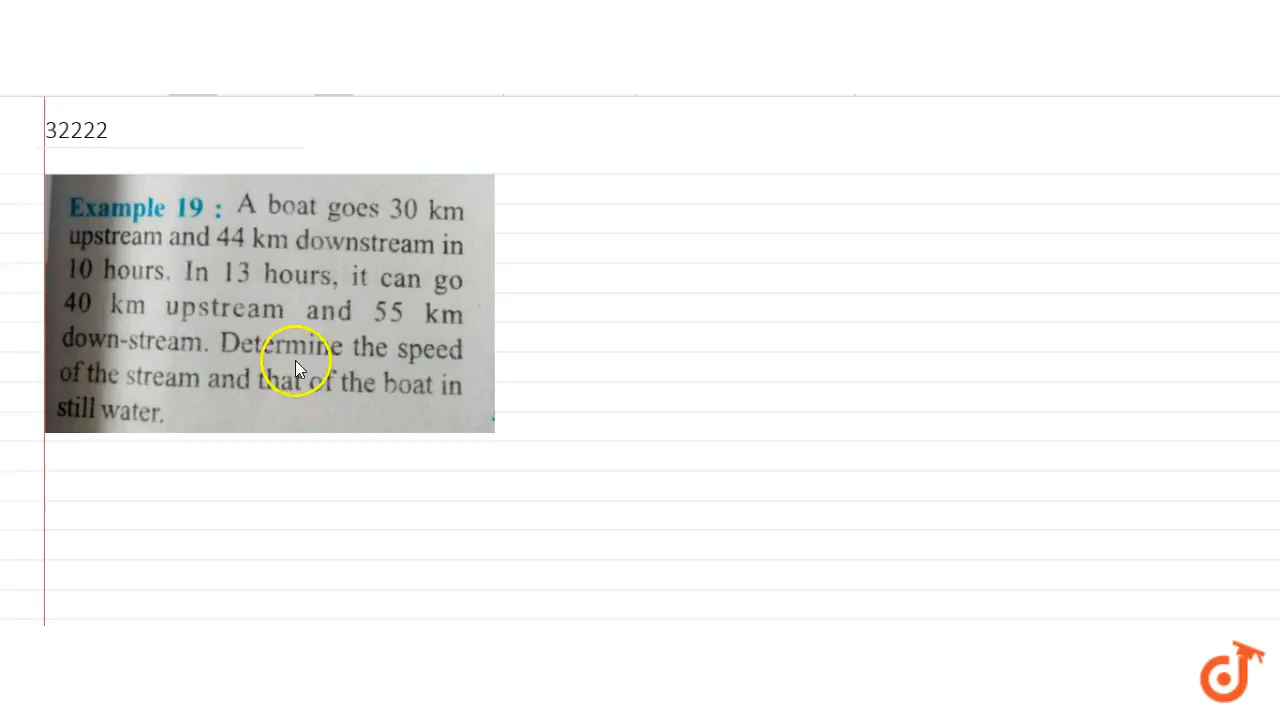 32222
Example 19 : A boat goes 30 km
upstream and 44 km downstream in
10 hours. In 13 hours, it can go
40 km upstream and 55 km
down-stream. Determine the speed
of the stream and that of the boat in
still water.